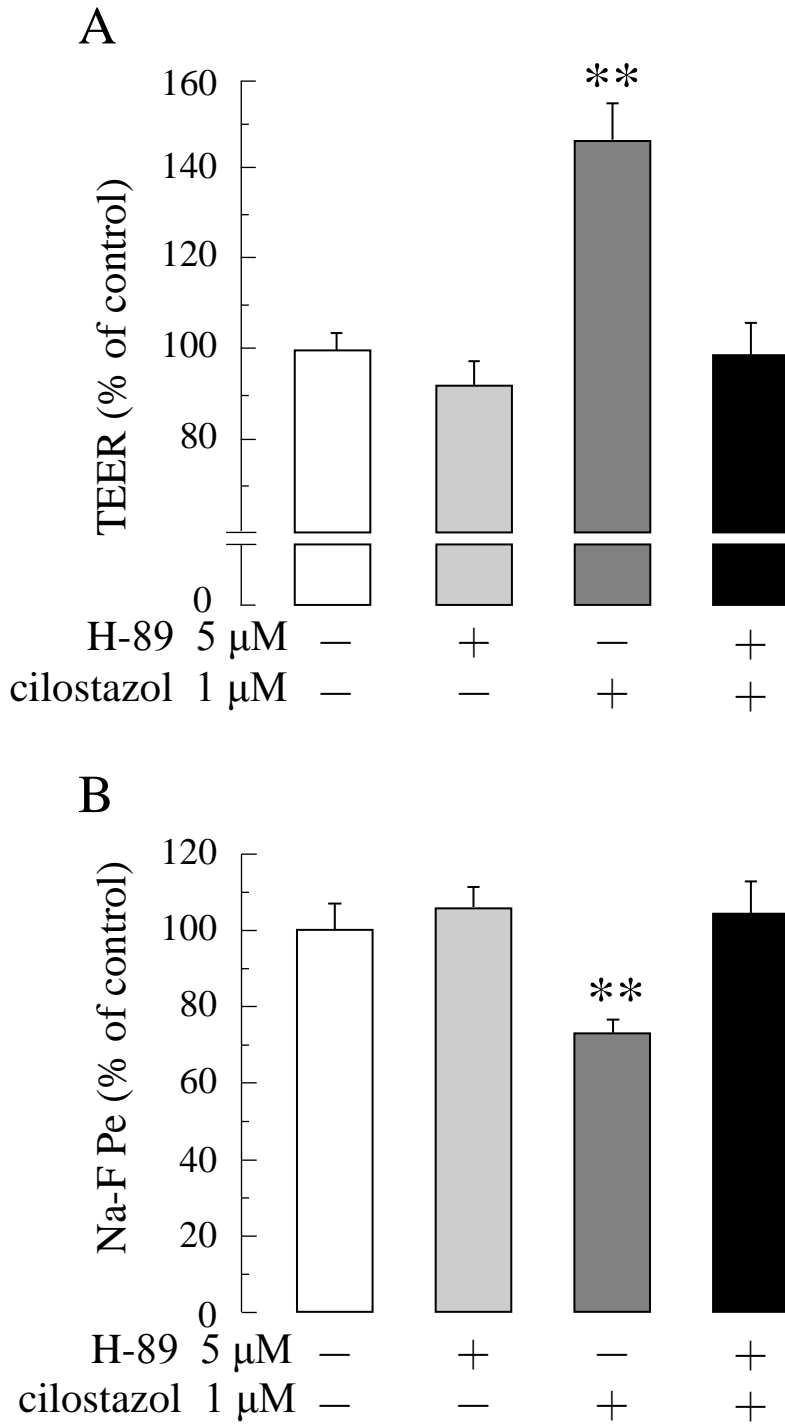 A
TEER (% of control)
160
**
140
120
100
80
0
H-89 5 μM — + — +
cilostazol 1 μM — — + +
B
Na-F Pe (% of control)
120
100
80
**
60
40
20
0
H-89 5 μM — + — +
cilostazol 1 μM — — + +